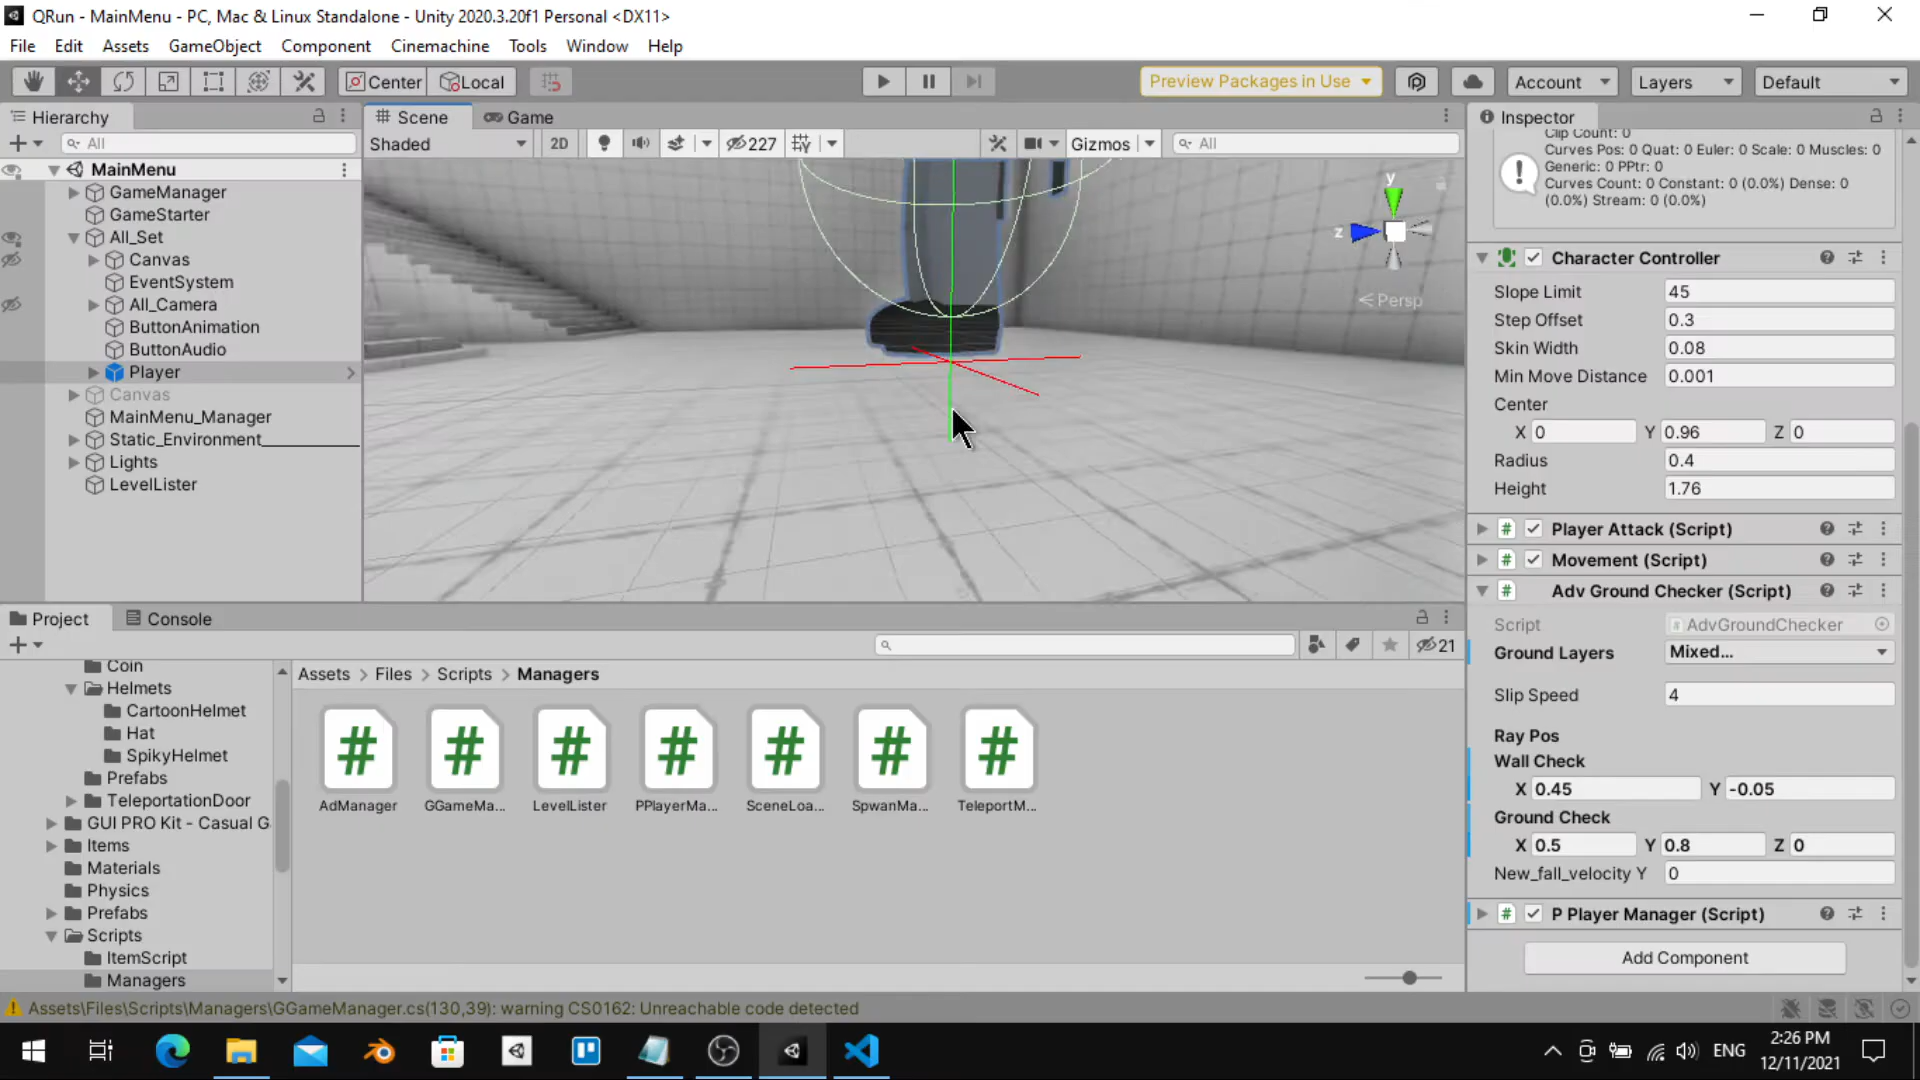 QRun - MainMenu - PC, Mac & Linux Standalone - Unity 2020.3.20f1 Personal <DX11>
File Edit Assets GameObject Component Cinemachine Tools Window Help
Center Local Preview Packages in Use Account Layers Default
Hierarchy
All
MainMenu
GameManager
GameStarter
All_Set
Canvas
EventSystem
All_Camera
ButtonAnimation
ButtonAudio
Player
Canvas
MainMenu_Manager
Static_Environment____________
Lights
LevelLister
Scene Game
Shaded 2D 227 Gizmos All
y
z
Persp
Inspector
Clip Count: 0
Curves Pos: 0 Quat: 0 Euler: 0 Scale: 0 Muscles: 0
Generic: 0 PPtr: 0
Curves Count: 0 Constant: 0 (0.0%) Dense: 0
(0.0%) Stream: 0 (0.0%)
Character Controller
Slope Limit 45
Step Offset 0.3
Skin Width 0.08
Min Move Distance 0.001
Center
X 0 Y 0.96 Z 0
Radius 0.4
Height 1.76
Player Attack (Script)
Movement (Script)
Adv Ground Checker (Script)
Script AdvGroundChecker
Ground Layers Mixed...
Slip Speed 4
Ray Pos
Wall Check
X 0.45 Y -0.05
Ground Check
X 0.5 Y 0.8 Z 0
New_fall_velocity Y 0
P Player Manager (Script)
Add Component
Project Console
21
Coin
Helmets
CartoonHelmet
Hat
SpikyHelmet
Prefabs
TeleportationDoor
GUI PRO Kit - Casual G
Items
Materials
Physics
Prefabs
Scripts
ItemScript
Managers
Assets > Files > Scripts > Managers
AdManager GGameMa... LevelLister PPlayerMa... SceneLoa... SpwanMa... TeleportM...
Assets\Files\Scripts\Managers\GGameManager.cs(130,39): warning CS0162: Unreachable code detected
ENG
2:26 PM
12/11/2021